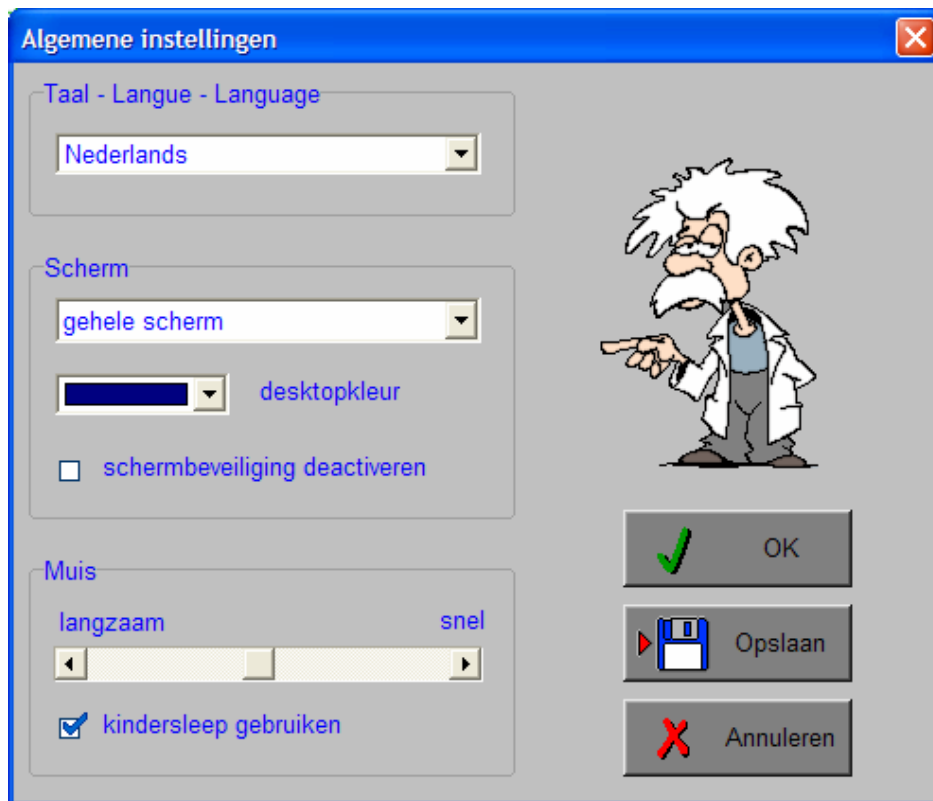 Algemene instellingen
Taal - Langue - Language
Nederlands
Scherm
gehele scherm
desktopkleur
schermbeveiliging deactiveren
Muis
langzaam snel
kindersleep gebruiken
OK
Opslaan
Annuleren